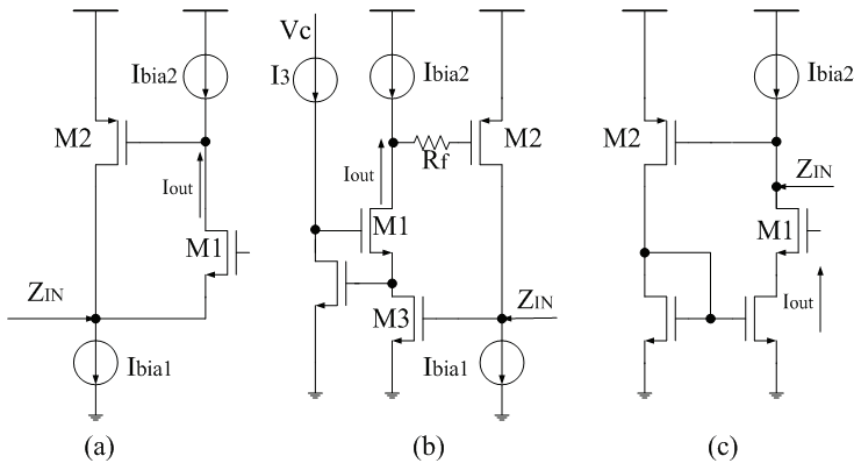 Ibia2
M2
Iout
M1
ZIN
Ibia1
(a)
Vc
I3
Ibia2
Rf
M2
Iout
M1
M3
ZIN
Ibia1
(b)
Ibia2
M2
ZIN
M1
Iout
(c)